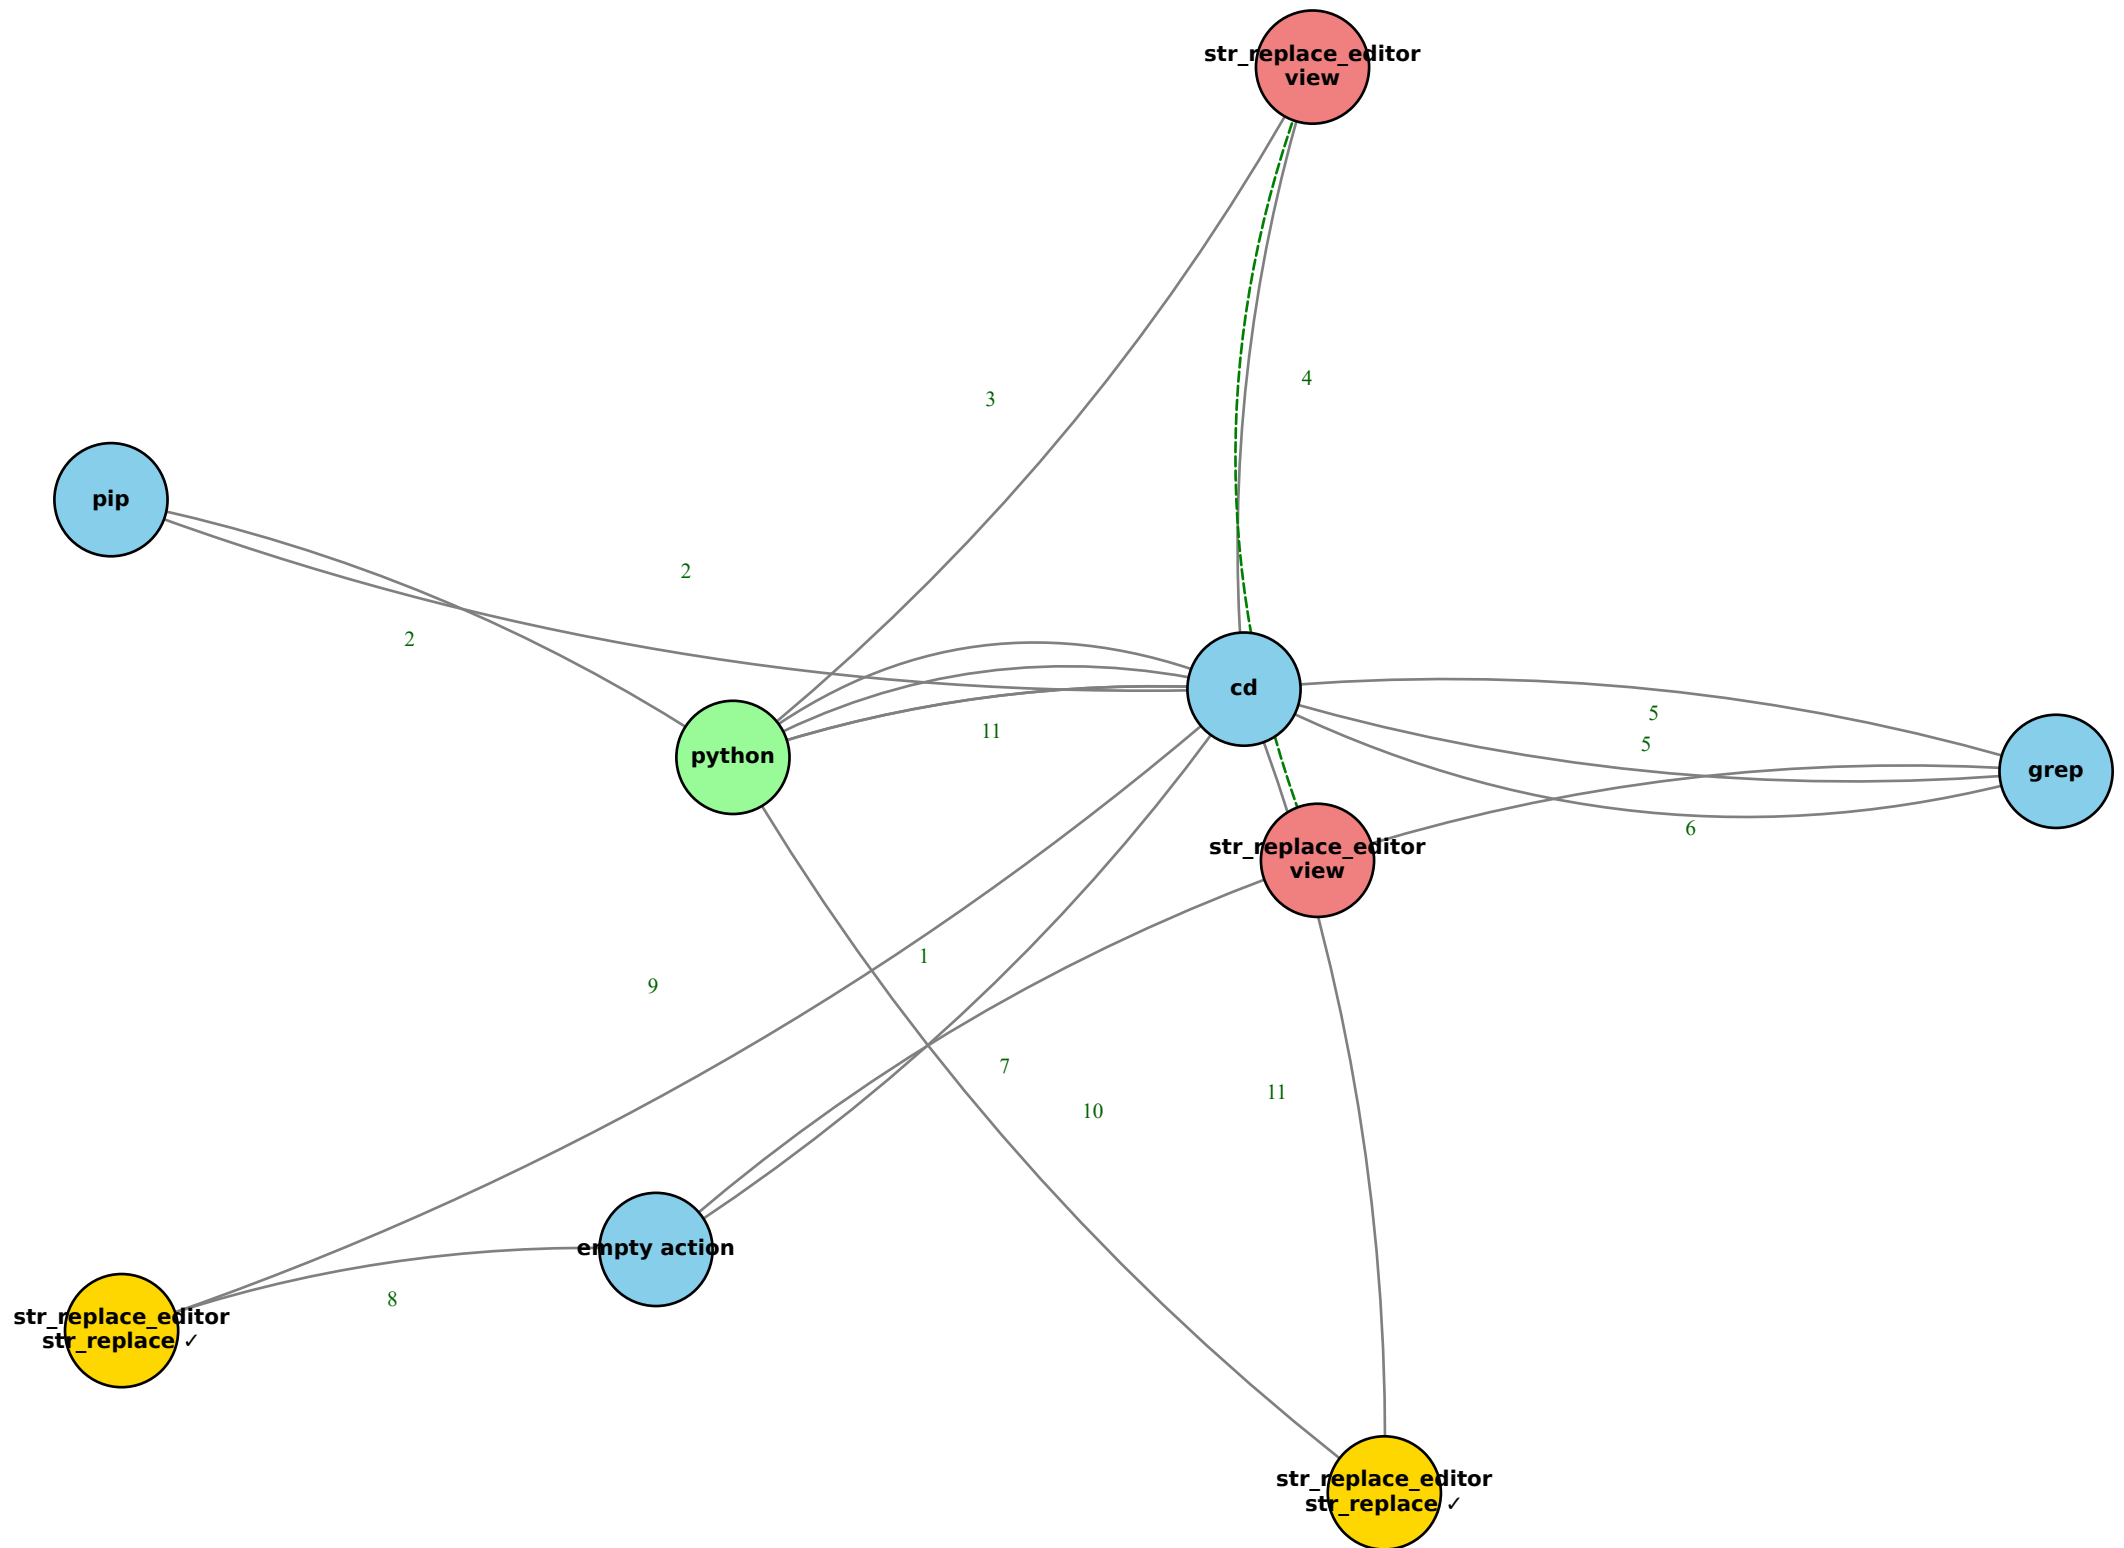 str_replace_editor
view
4
3
pip
2
2
cd
5
11
5
python
grep
6
str_replace_editor
view
1
9
7
11
10
empty action
8
str_replace_editor
str_replace ✓
str_replace_editor
str_replace ✓